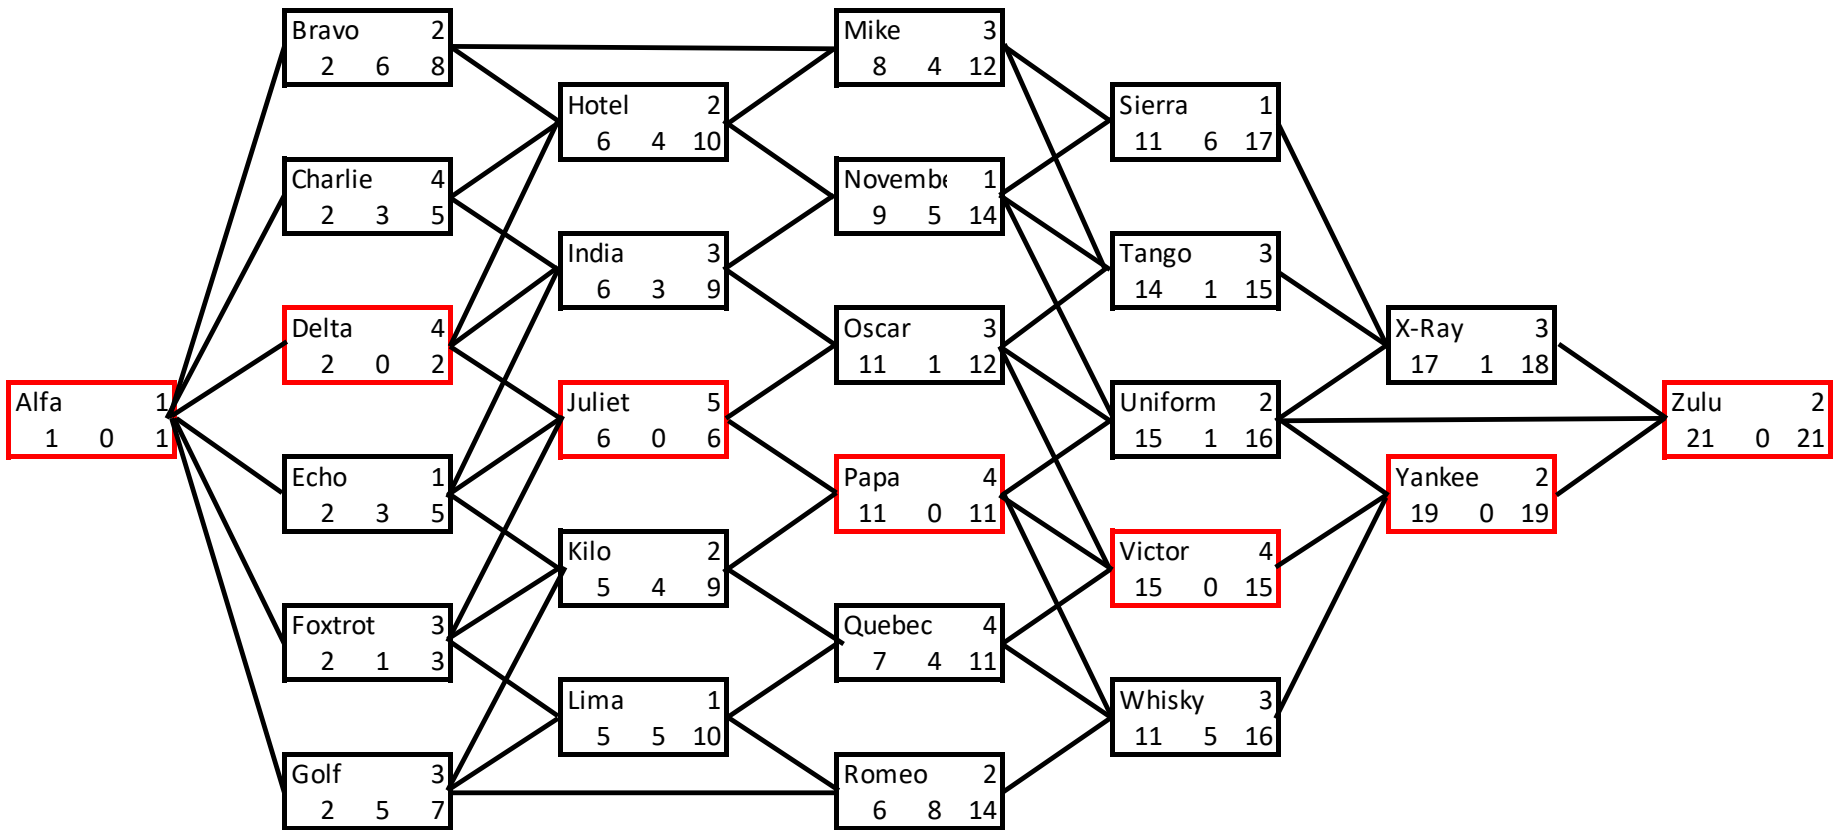 Bravo 2
2 6 8
Mike 3
8 4 12
Hotel 2
6 4 10
Sierra 1
11 6 17
Charlie 4
2 3 5
Novembe 1
9 5 14
India 3
6 3 9
Tango 3
14 1 15
Delta 4
2 0 2
Oscar 3
11 1 12
X-Ray 3
17 1 18
Alfa 1
1 0 1
Juliet 5
6 0 6
Uniform 2
15 1 16
Zulu 2
21 0 21
Echo 1
2 3 5
Papa 4
11 0 11
Yankee 2
19 0 19
Kilo 2
5 4 9
Victor 4
15 0 15
Foxtrot 3
2 1 3
Quebec 4
7 4 11
Lima 1
5 5 10
Whisky 3
11 5 16
Golf 3
2 5 7
Romeo 2
6 8 14